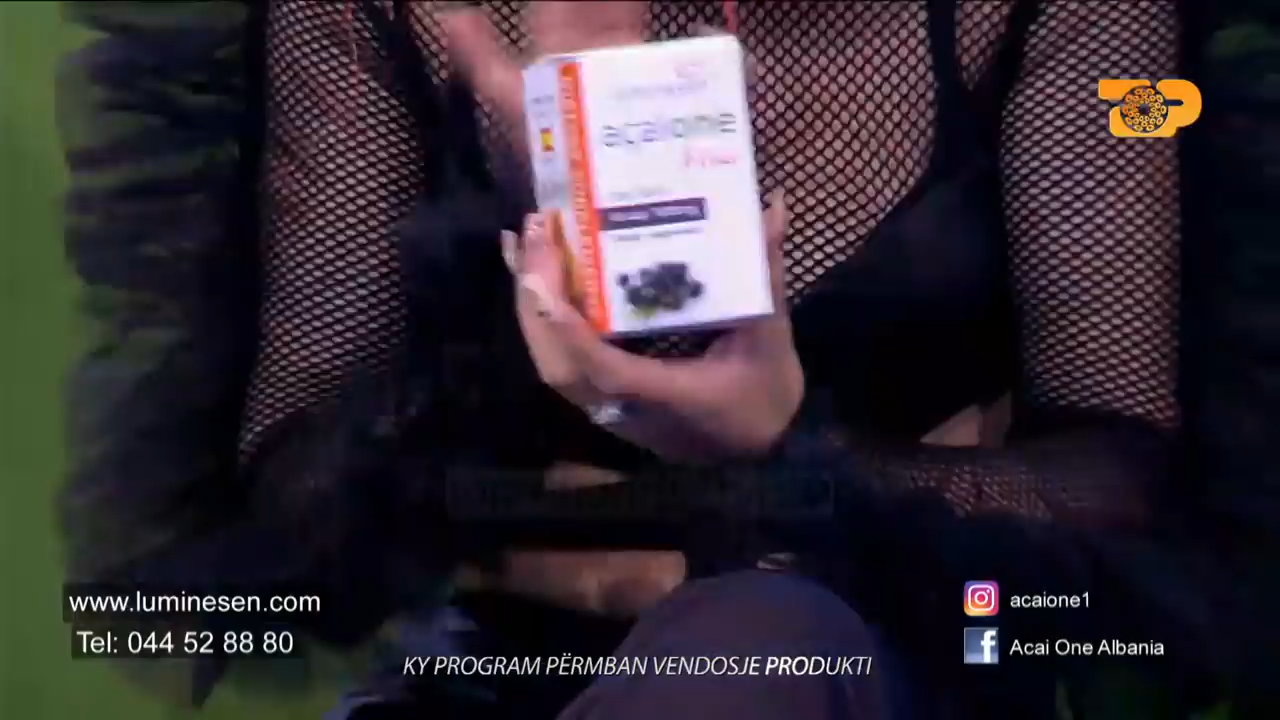 acaione
www.luminesen.com
Tel: 044 52 88 80
acaione1
Acai One Albania
KY PROGRAM PËRMBAN VENDOSJE PRODUKTI